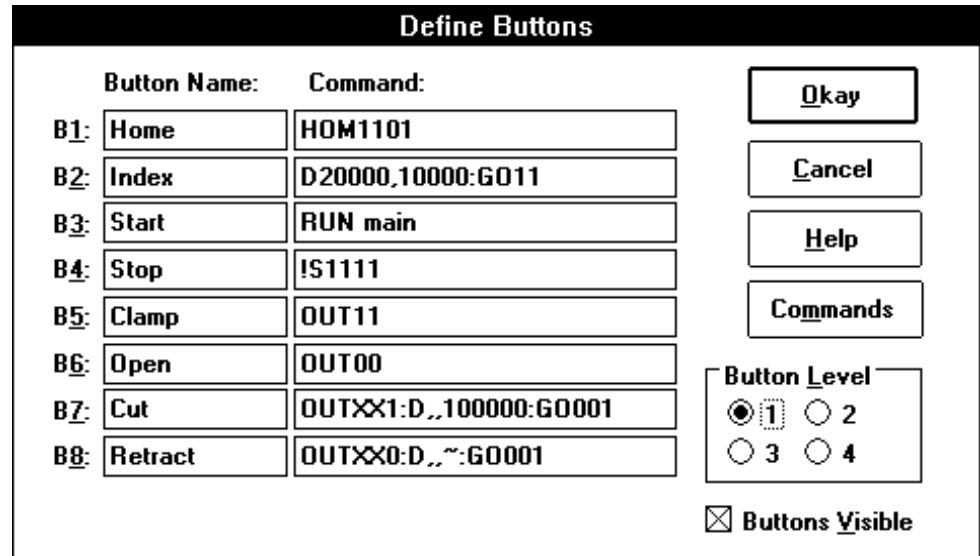 Define Buttons
Button Name: Command:
B1: Home HOM1101
B2: Index D20000,10000:GO11
B3: Start RUN main
B4: Stop !S1111
B5: Clamp OUT11
B6: Open OUT00
B7: Cut OUTXX1:D,,100000:GO001
B8: Retract OUTXX0:D,,~:GO001
Okay
Cancel
Help
Commands
Button Level
1 2
3 4
Buttons Visible